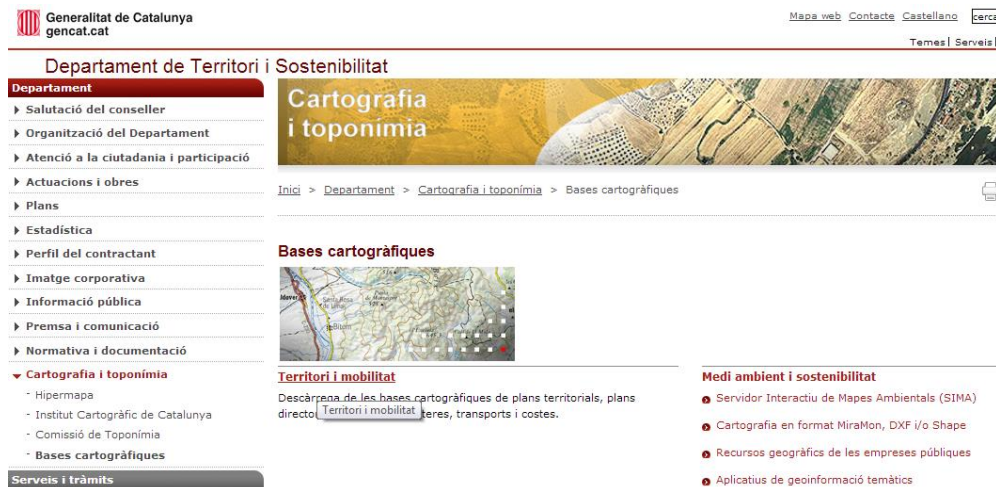 Generalitat de Catalunya
gencat.cat
Mapa web Contacte Castellano cerca
Temes| Serveis|
Departament de Territori i Sostenibilitat
Departament
Salutació del conseller
Organització del Departament
Atenció a la ciutadania i participació
Actuacions i obres
Plans
Estadística
Perfil del contractant
Imatge corporativa
Informació pública
Premsa i comunicació
Normativa i documentació
Cartografia i toponímia
- Hipermapa
- Institut Cartogràfic de Catalunya
- Comissió de Toponímia
- Bases cartogràfiques
Serveis i tràmits
Cartografia
i toponímia
Inici > Departament > Cartografia i toponímia > Bases cartogràfiques
Bases cartogràfiques
Territori i mobilitat
Descàrrega de les bases cartogràfiques de plans territorials, plans
directo teres, transports i costes.
Territori i mobilitat
Medi ambient i sostenibilitat
Servidor Interactiu de Mapes Ambientals (SIMA)
Cartografia en format MiraMon, DXF i/o Shape
Recursos geogràfics de les empreses públiques
Aplicatius de geoinformació temàtics